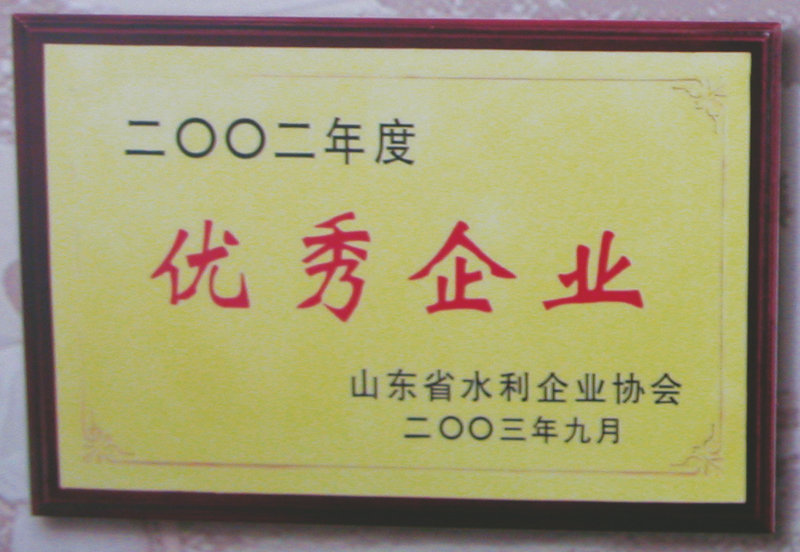 二〇〇二年度
优秀企业
山东省水利企业协会
二〇〇三年九月